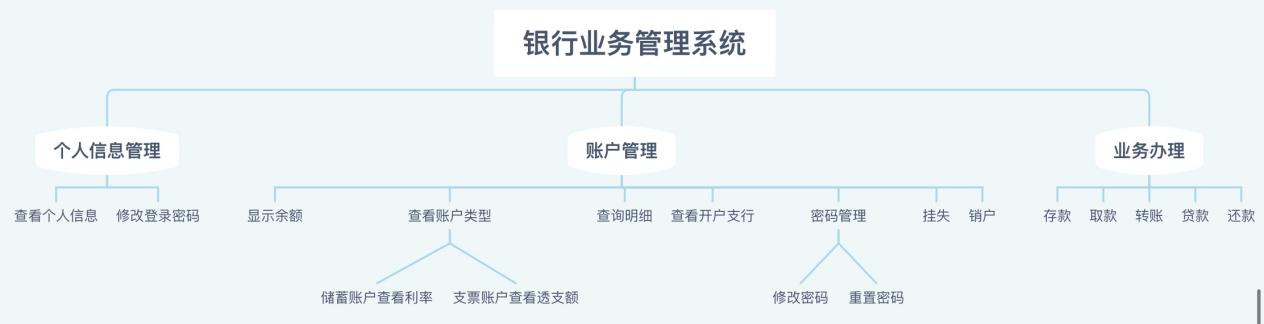 银行业务管理系统
个人信息管理
账户管理
业务办理
查看个人信息
修改登录密码
显示余额
查看账户类型
查询明细
查看开户支行
密码管理
挂失
销户
存款
取款
转账
贷款
还款
储蓄账户查看利率
支票账户查看透支额
修改密码
重置密码